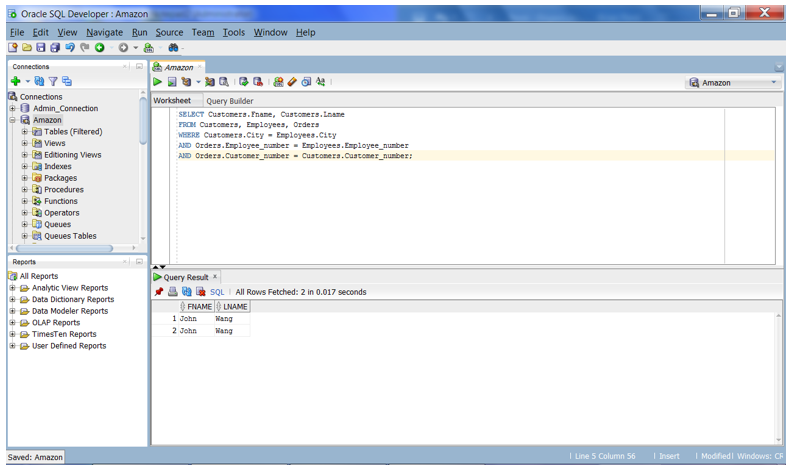 Oracle SQL Developer : Amazon
File Edit View Navigate Run Source Team Tools Window Help
Connections
Connections
Admin_Connection
Amazon
Tables (Filtered)
Views
Editioning Views
Indexes
Packages
Procedures
Functions
Operators
Queues
Queues Tables
Reports
All Reports
Analytic View Reports
Data Dictionary Reports
Data Modeler Reports
OLAP Reports
TimesTen Reports
User Defined Reports
Amazon
Amazon
Worksheet Query Builder
SELECT Customers.Fname, Customers.Lname
FROM Customers, Employees, Orders
WHERE Customers.City = Employees.City
AND Orders.Employee_number = Employees.Employee_number
AND Orders.Customer_number = Customers.Customer_number;
Query Result
SQL | All Rows Fetched: 2 in 0.017 seconds
FNAME LNAME
1 John Wang
2 John Wang
Saved: Amazon
| Line 5 Column 56 | Insert | Modified | Windows: CR